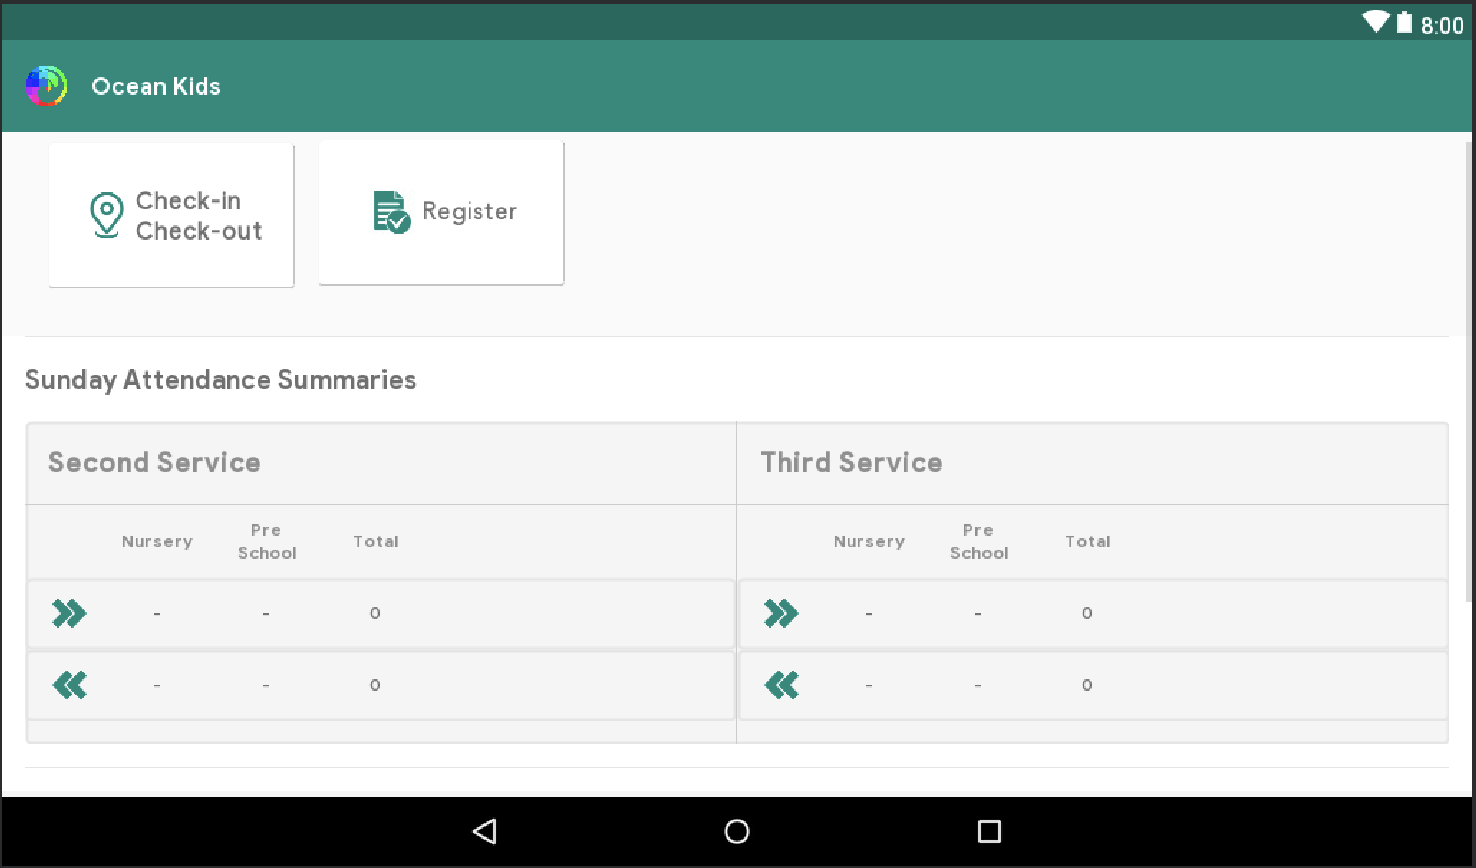 8:00
Ocean Kids
Check-in
Check-out
Register
Sunday Attendance Summaries
Second Service
Third Service
Nursery Pre School Total
Nursery Pre School Total
- - 0
- - 0
- - 0
- - 0